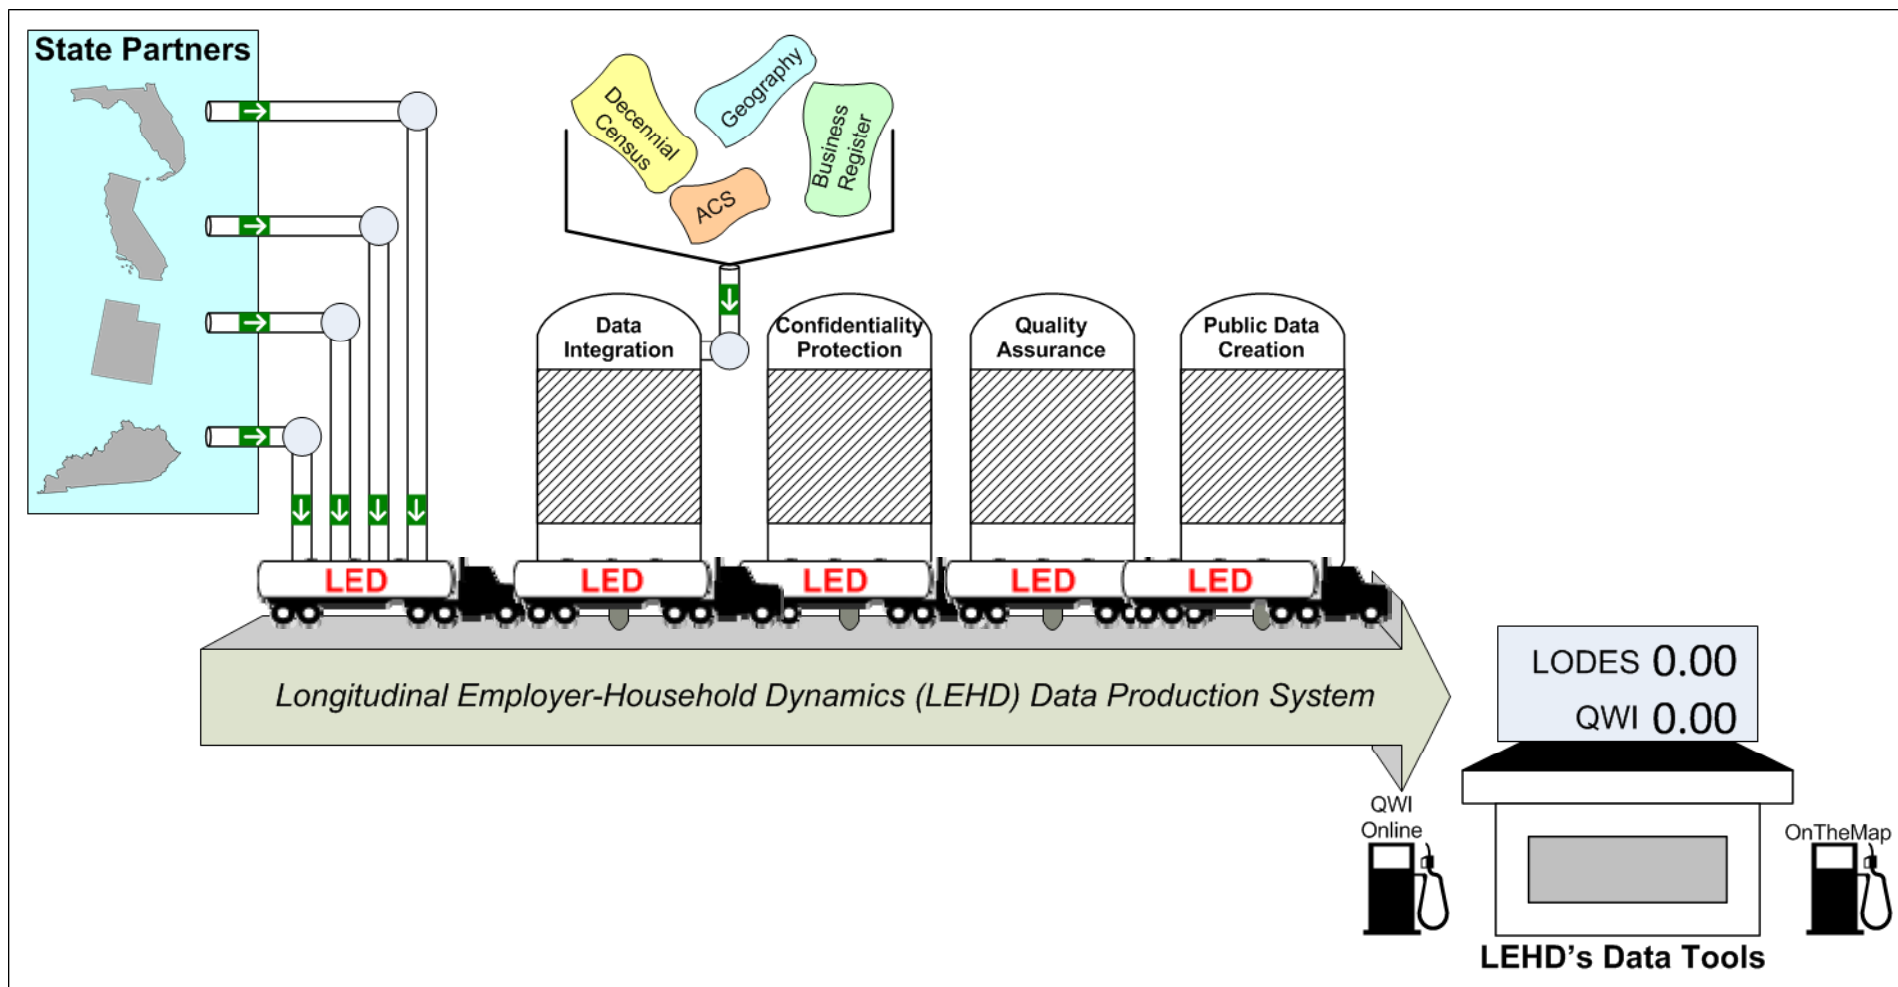 State Partners
Decennial
Census
Geography
Business
Register
ACS
Data
Integration
Confidentiality
Protection
Quality
Assurance
Public Data
Creation
LED
LED
LED
LED
LED
Longitudinal Employer-Household Dynamics (LEHD) Data Production System
LODES 0.00
QWI 0.00
QWI
Online
OnTheMap
LEHD's Data Tools